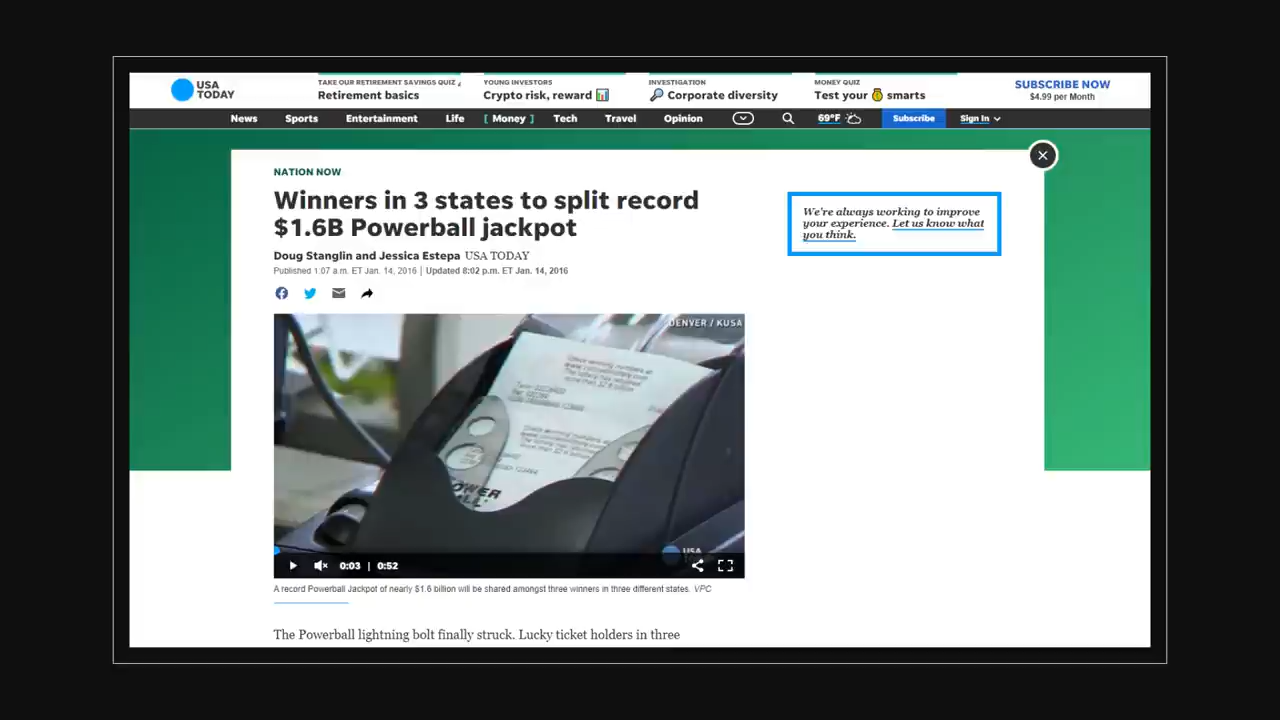 USA
TODAY
TAKE OUR RETIREMENT SAVINGS QUIZ
Retirement basics
YOUNG INVESTORS
Crypto risk, reward
INVESTIGATION
Corporate diversity
MONEY QUIZ
Test your smarts
SUBSCRIBE NOW
$4.99 per Month
News Sports Entertainment Life [ Money ] Tech Travel Opinion 69°F Subscribe Sign In
NATION NOW
Winners in 3 states to split record
$1.6B Powerball jackpot
Doug Stanglin and Jessica Estepa USA TODAY
Published 1:07 a.m. ET Jan. 14, 2016 | Updated 8:02 p.m. ET Jan. 14, 2016
We're always working to improve
your experience. Let us know what
you think.
DENVER / KUSA
POWER
BALL
USA
TODAY
0:03 | 0:52
A record Powerball Jackpot of nearly $1.6 billion will be shared amongst three winners in three different states. VPC
The Powerball lightning bolt finally struck. Lucky ticket holders in three